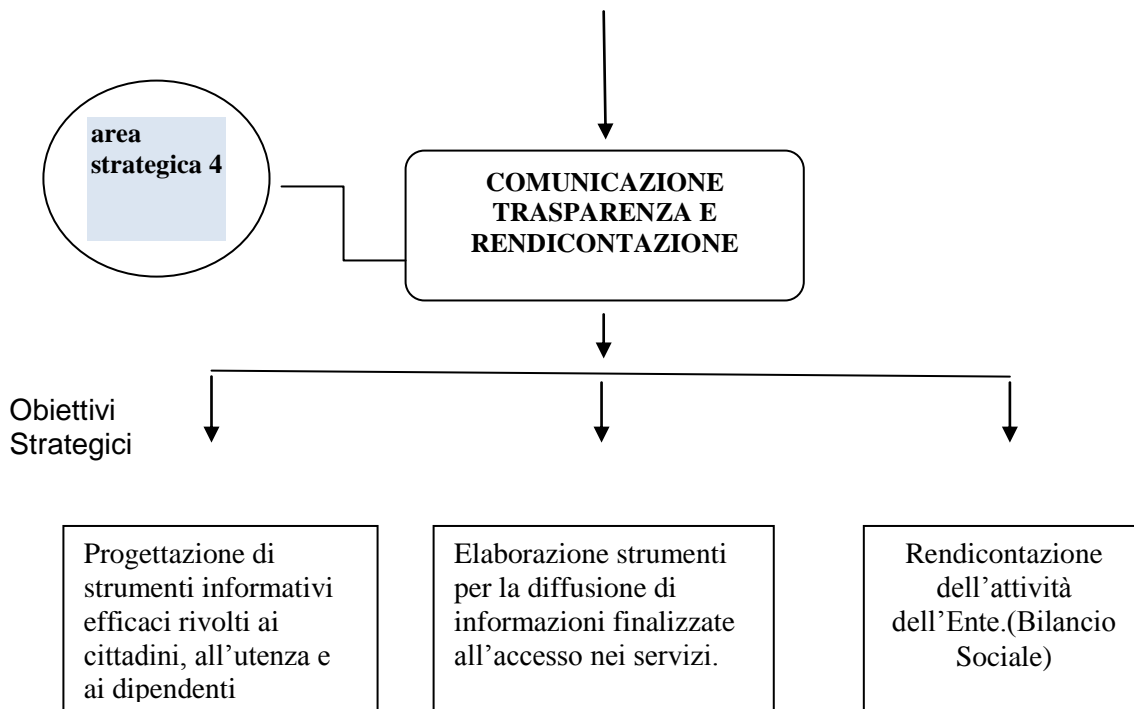 area
strategica 4
COMUNICAZIONE
TRASPARENZA E
RENDICONTAZIONE
Obiettivi
Strategici
Progettazione di
strumenti informativi
efficaci rivolti ai
cittadini, all’utenza e
ai dipendenti
Elaborazione strumenti
per la diffusione di
informazioni finalizzate
all’accesso nei servizi.
Rendicontazione
dell’attività
dell’Ente.(Bilancio
Sociale)